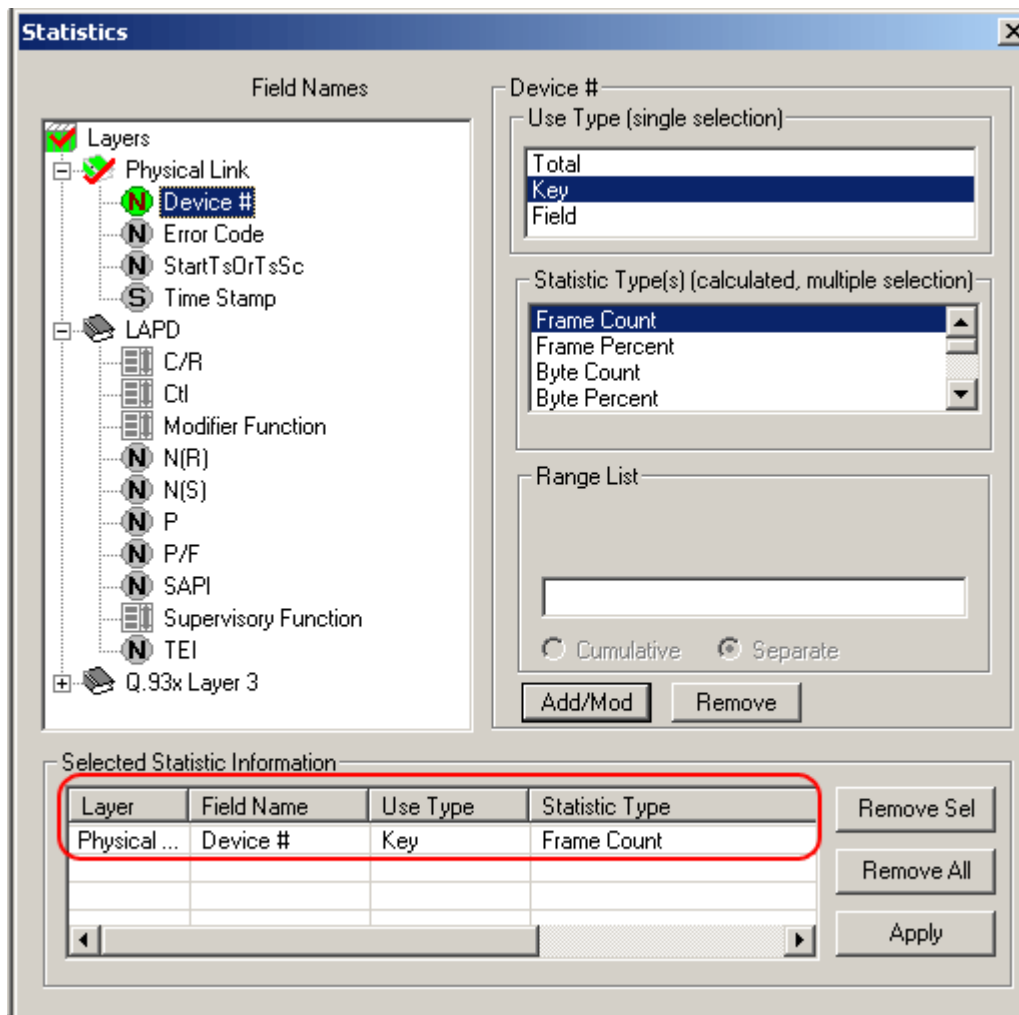 Statistics
Field Names
Layers
Physical Link
N Device #
N Error Code
N StartTsOrTsSc
S Time Stamp
LAPD
C/R
Ctl
Modifier Function
N N(R)
N N(S)
N P
N P/F
N SAPI
Supervisory Function
N TEI
Q.93x Layer 3
Device #
Use Type (single selection)
Total
Key
Field
Statistic Type(s) (calculated, multiple selection)
Frame Count
Frame Percent
Byte Count
Byte Percent
Range List
Cumulative Separate
Add/Mod Remove
Selected Statistic Information
Layer Field Name Use Type Statistic Type
Physical ... Device # Key Frame Count
Remove Sel
Remove All
Apply